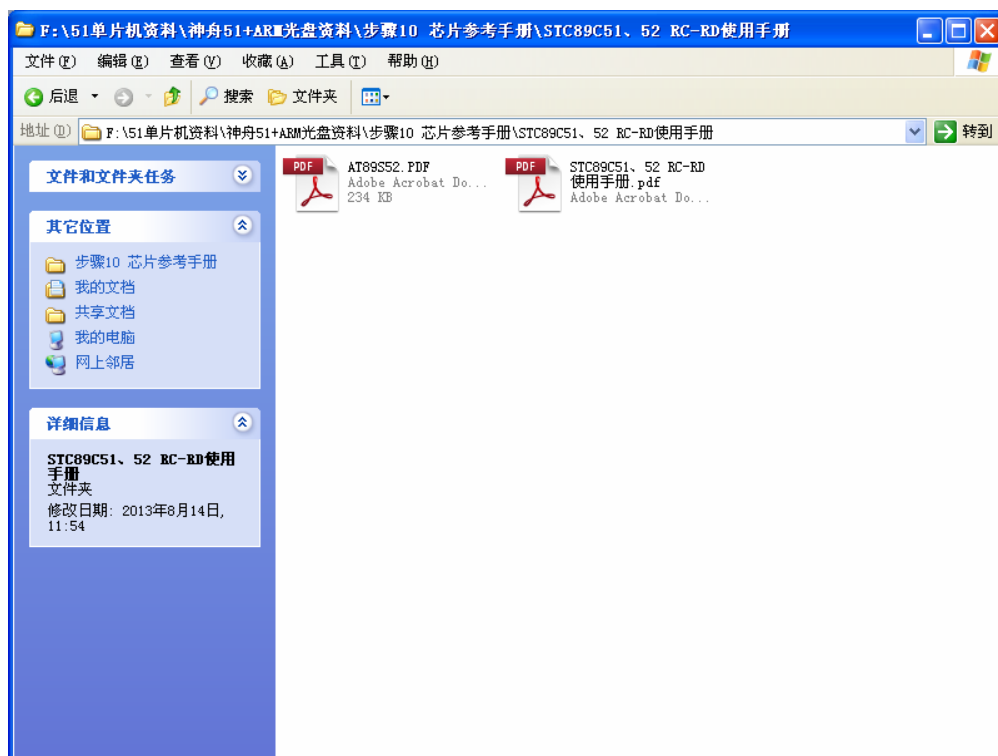 F:\51单片机资料\神舟51+ARM光盘资料\步骤10 芯片参考手册\STC89C51、52 RC-RD使用手册
文件(F) 编辑(E) 查看(V) 收藏(A) 工具(T) 帮助(H)
后退 搜索 文件夹
地址(D) F:\51单片机资料\神舟51+ARM光盘资料\步骤10 芯片参考手册\STC89C51、52 RC-RD使用手册 转到
文件和文件夹任务
其它位置
步骤10 芯片参考手册
我的文档
共享文档
我的电脑
网上邻居
详细信息
STC89C51、52 RC-RD使用
手册
文件夹
修改日期: 2013年8月14日,
11:54
PDF
AT89S52.PDF
Adobe Acrobat Do...
234 KB
PDF
STC89C51、52 RC-RD
使用手册.pdf
Adobe Acrobat Do...